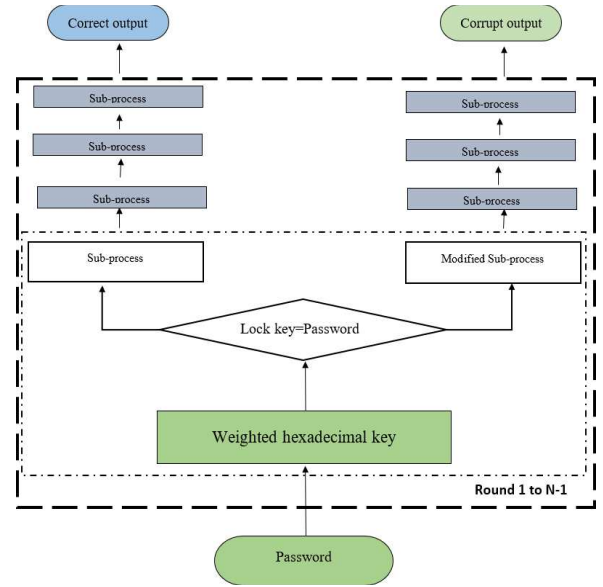 Correct output
Corrupt output
Sub-process
Sub-process
Sub-process
Sub-process
Sub-process
Sub-process
Sub-process
Modified Sub-process
Lock key=Password
Weighted hexadecimal key
Round 1 to N-1
Password